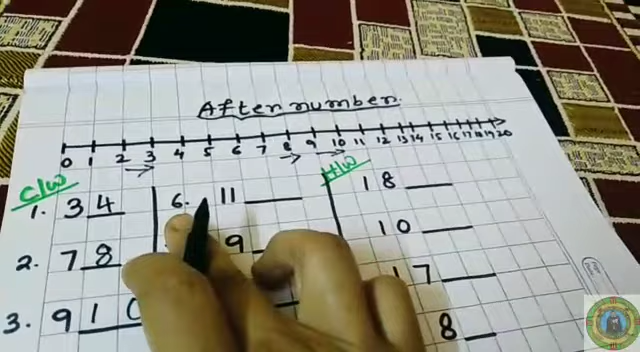 After number
0 1 2 3 4 5 6 7 8 9 10 11 12 13 14 15 16 17 18 19 20
C/W
H/W
1. 3 4
6. 11
18
2. 7 8
9
10
17
3. 9 10
8